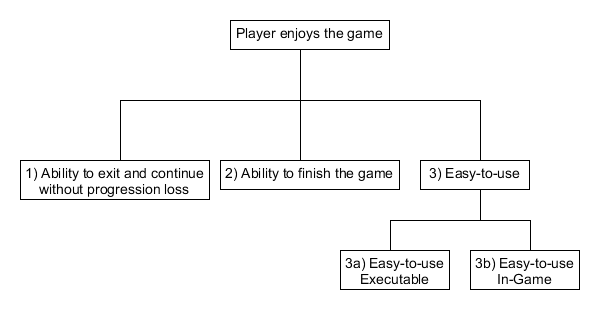 Player enjoys the game
1) Ability to exit and continue
without progression loss
2) Ability to finish the game
3) Easy-to-use
3a) Easy-to-use
Executable
3b) Easy-to-use
In-Game